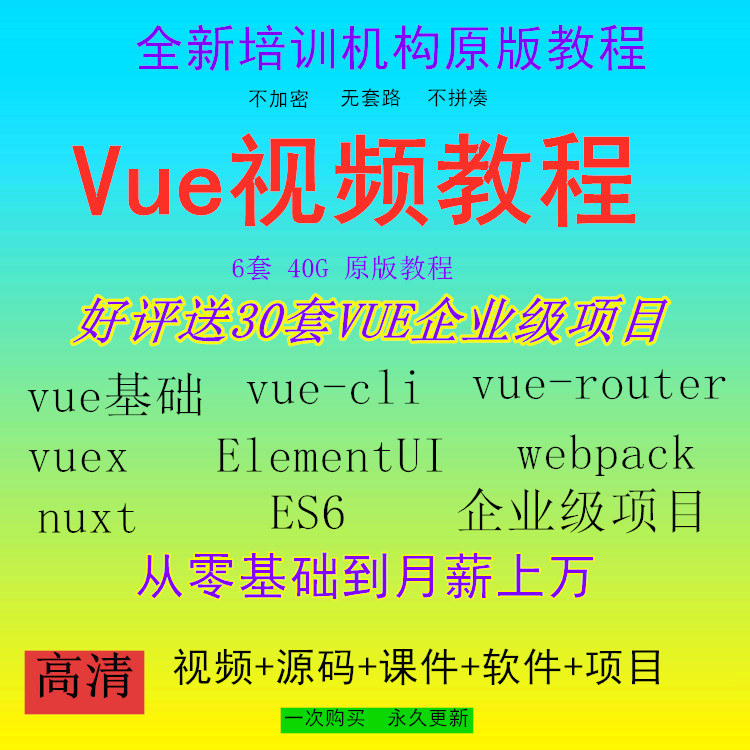 全新培训机构原版教程
不加密 无套路 不拼凑
Vue视频教程
6套 40G 原版教程
好评送30套VUE企业级项目
vue基础 vue-cli vue-router
vuex ElementUI webpack
nuxt ES6 企业级项目
从零基础到月薪上万
高清 视频+源码+课件+软件+项目
一次购买 永久更新